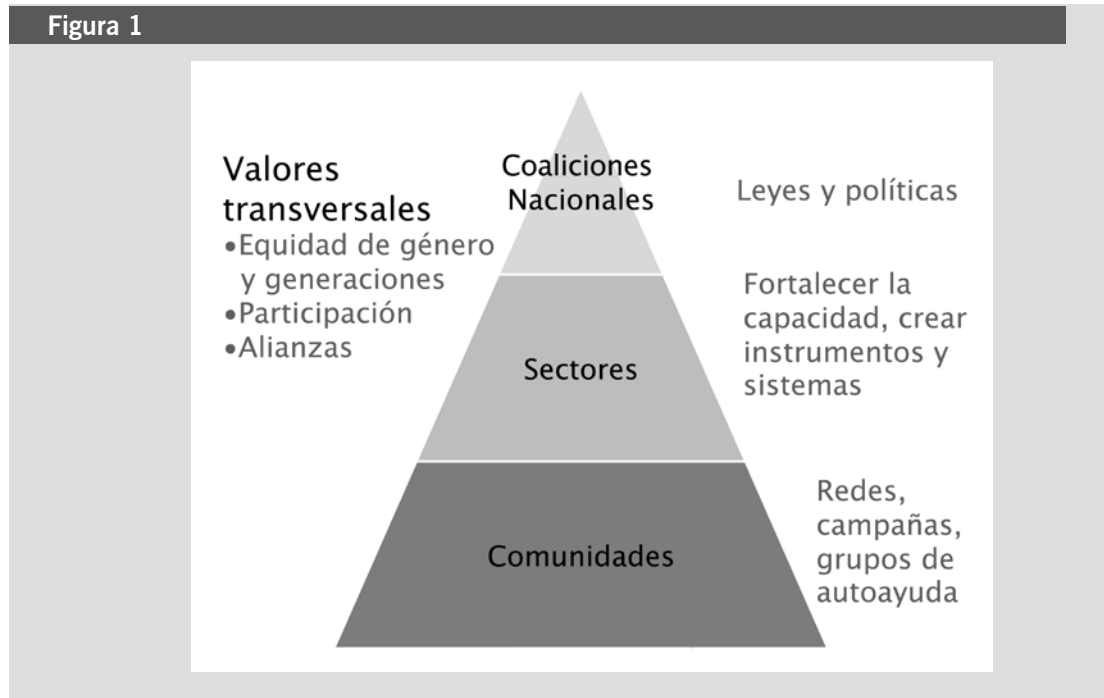 Figura 1
Valores
transversales
•Equidad de género
y generaciones
•Participación
•Alianzas
Coaliciones
Nacionales
Leyes y políticas
Sectores
Fortalecer la
capacidad, crear
instrumentos y
sistemas
Comunidades
Redes,
campañas,
grupos de
autoayuda